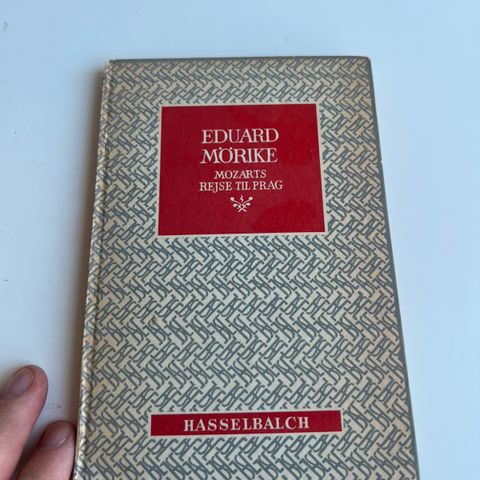 EDUARD
MÖRIKE
MOZARTS
REJSE TIL PRAG
HASSELBALCH